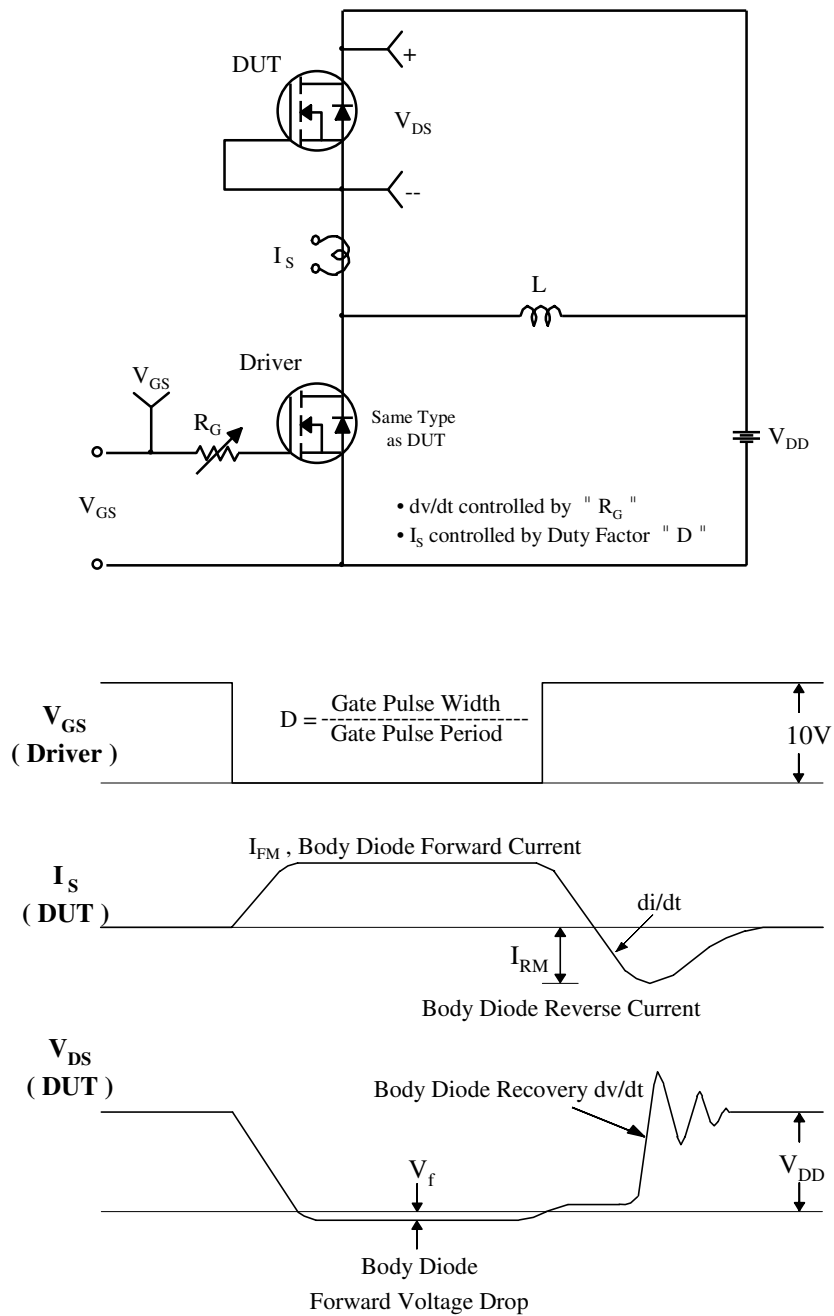 DUT
+
V_DS
--
I_S
L
Driver
V_GS
R_G
Same Type
as DUT
V_DD
V_GS
• dv/dt controlled by " R_G "
• I_S controlled by Duty Factor " D "
V_GS
( Driver )
D = Gate Pulse Width
Gate Pulse Period
10V
I_FM , Body Diode Forward Current
I_S
( DUT )
di/dt
I_RM
Body Diode Reverse Current
V_DS
( DUT )
Body Diode Recovery dv/dt
V_f
V_DD
Body Diode
Forward Voltage Drop